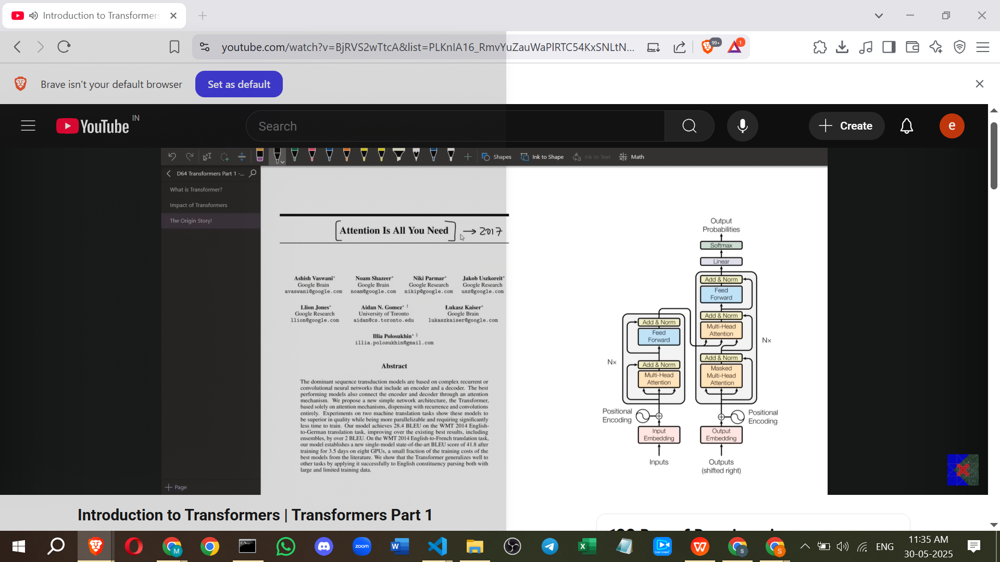 Introduction to Transformers
youtube.com/watch?v=BjRVS2wTtcA&list=PLKnIA16_RmvYuZauWaPlRTC54KxSNLtN...
99+
1
Brave isn't your default browser
Set as default
YouTube
IN
Search
Create
e
Shapes
Ink to Shape
Ink to Text
Math
D64 Transformers Part 1 -...
What is Transformer?
Impact of Transformers
The Origin Story!
Page
Attention Is All You Need → 2017
Ashish Vaswani* Noam Shazeer* Niki Parmar* Jakob Uszkoreit*
Google Brain Google Brain Google Research Google Research
avaswani@google.com noam@google.com nikip@google.com usz@google.com
Llion Jones* Aidan N. Gomez* † Łukasz Kaiser*
Google Research University of Toronto Google Brain
llion@google.com aidan@cs.toronto.edu lukaszkaiser@google.com
Illia Polosukhin* ‡
illia.polosukhin@gmail.com
Abstract
The dominant sequence transduction models are based on complex recurrent or
convolutional neural networks that include an encoder and a decoder. The best
performing models also connect the encoder and decoder through an attention
mechanism. We propose a new simple network architecture, the Transformer,
based solely on attention mechanisms, dispensing with recurrence and convolutions
entirely. Experiments on two machine translation tasks show these models to
be superior in quality while being more parallelizable and requiring significantly
less time to train. Our model achieves 28.4 BLEU on the WMT 2014 English-
to-German translation task, improving over the existing best results, including
ensembles, by over 2 BLEU. On the WMT 2014 English-to-French translation task,
our model establishes a new single-model state-of-the-art BLEU score of 41.8 after
training for 3.5 days on eight GPUs, a small fraction of the training costs of the
best models from the literature. We show that the Transformer generalizes well to
other tasks by applying it successfully to English constituency parsing both with
large and limited training data.
Output
Probabilities
Softmax
Linear
Add & Norm
Feed
Forward
Add & Norm
Multi-Head
Attention
Nx
Add & Norm
Masked
Multi-Head
Attention
Add & Norm
Feed
Forward
Nx
Add & Norm
Multi-Head
Attention
Positional
Encoding
Positional
Encoding
Input
Embedding
Output
Embedding
Inputs
Outputs
(shifted right)
Introduction to Transformers | Transformers Part 1
M
zoom
S
S
ENG
11:35 AM
30-05-2025